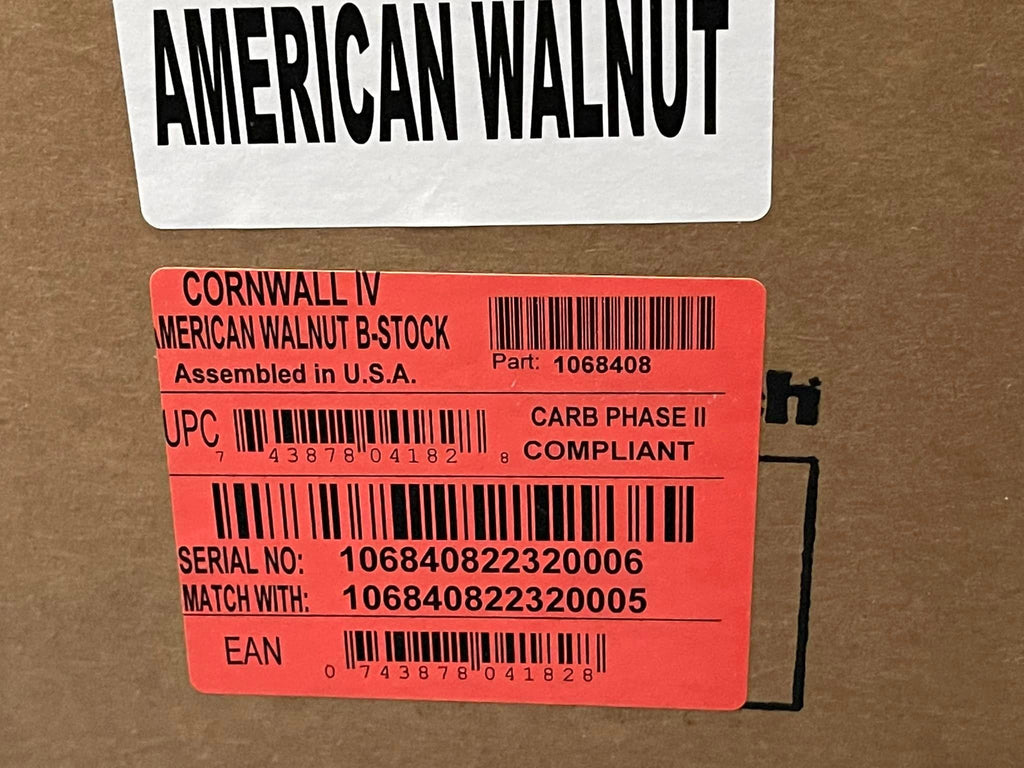 AMERICAN WALNUT
CORNWALL IV
AMERICAN WALNUT B-STOCK
Assembled in U.S.A.
Part: 1068408
UPC
7 43878 04182 8
CARB PHASE II
COMPLIANT
SERIAL NO: 106840822320006
MATCH WITH: 106840822320005
EAN
0 743878 041828
h